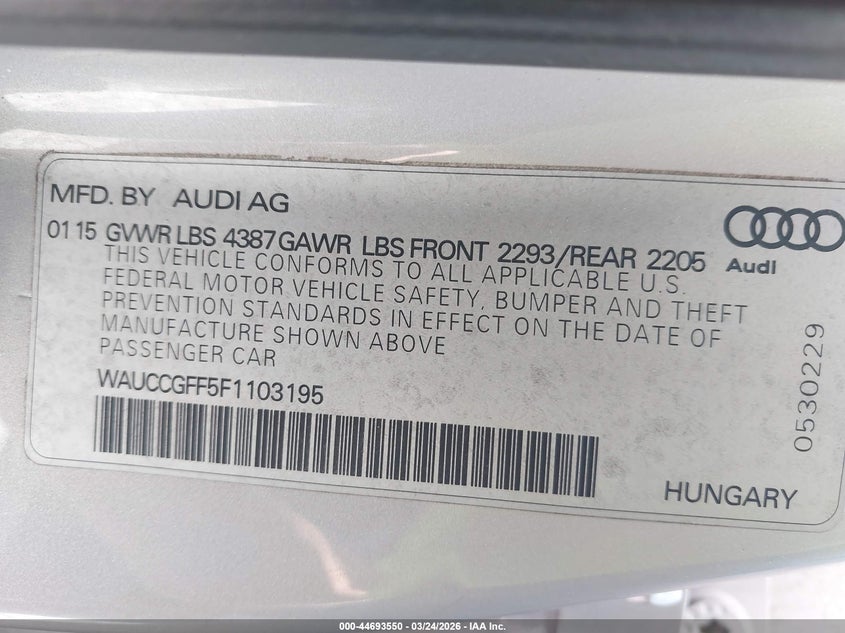 MFD. BY AUDI AG
0115 GVWR LBS 4387 GAWR LBS FRONT 2293/REAR 2205
THIS VEHICLE CONFORMS TO ALL APPLICABLE U.S.
FEDERAL MOTOR VEHICLE SAFETY, BUMPER AND THEFT
PREVENTION STANDARDS IN EFFECT ON THE DATE OF
MANUFACTURE SHOWN ABOVE
PASSENGER CAR
WAUCCGFF5F1103195
Audi
0530229
HUNGARY
000-44693550 - 03/24/2026 - IAA Inc.